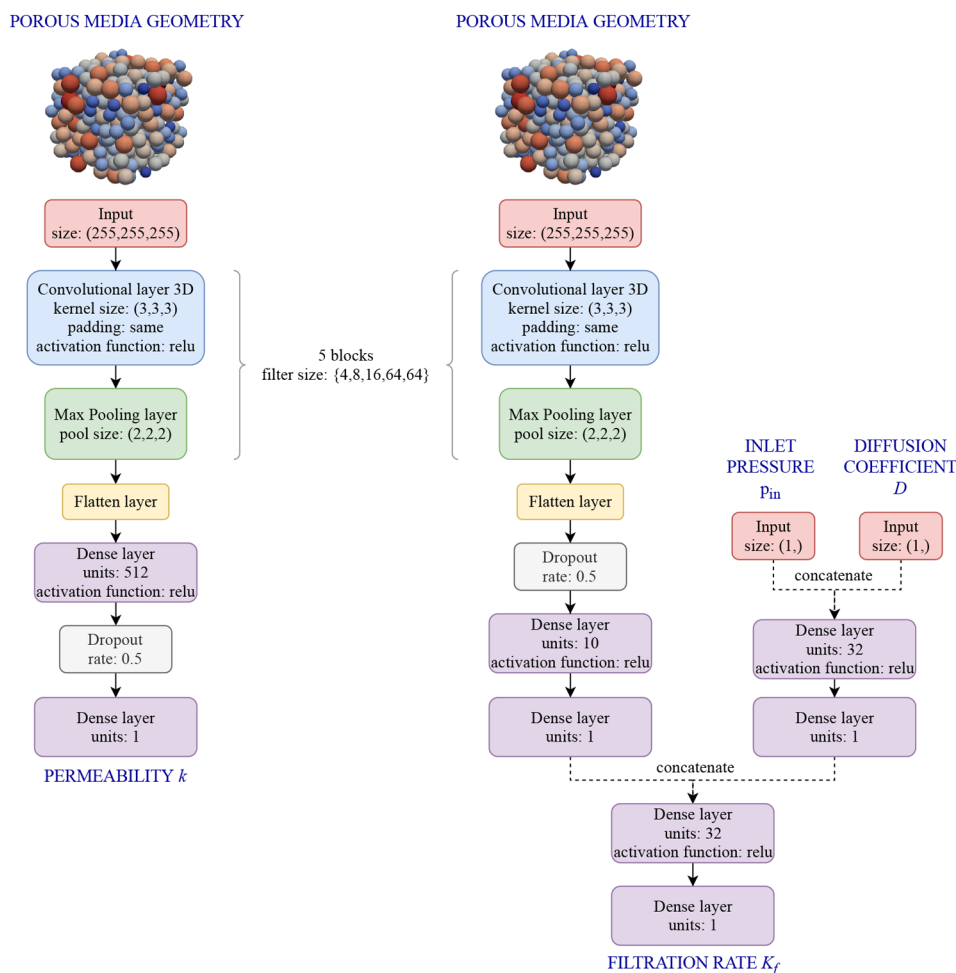 POROUS MEDIA GEOMETRY
Input
size: (255,255,255)
Convolutional layer 3D
kernel size: (3,3,3)
padding: same
activation function: relu
Max Pooling layer
pool size: (2,2,2)
Flatten layer
Dense layer
units: 512
activation function: relu
Dropout
rate: 0.5
Dense layer
units: 1
PERMEABILITY k
5 blocks
filter size: {4,8,16,64,64}
POROUS MEDIA GEOMETRY
Input
size: (255,255,255)
Convolutional layer 3D
kernel size: (3,3,3)
padding: same
activation function: relu
Max Pooling layer
pool size: (2,2,2)
Flatten layer
Dropout
rate: 0.5
Dense layer
units: 10
activation function: relu
Dense layer
units: 1
INLET
PRESSURE
p_in
Input
size: (1,)
DIFFUSION
COEFFICIENT
D
Input
size: (1,)
concatenate
Dense layer
units: 32
activation function: relu
Dense layer
units: 1
concatenate
Dense layer
units: 32
activation function: relu
Dense layer
units: 1
FILTRATION RATE K_f